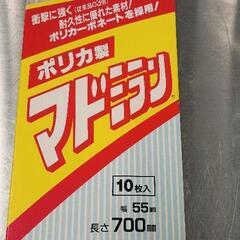 衝撃に強く(従来品の3倍)
耐久性に優れた素材!
ポリカーボネートを採用!
ポリカ製
マドミラン
10枚入
幅 55㎜
長さ 700㎜